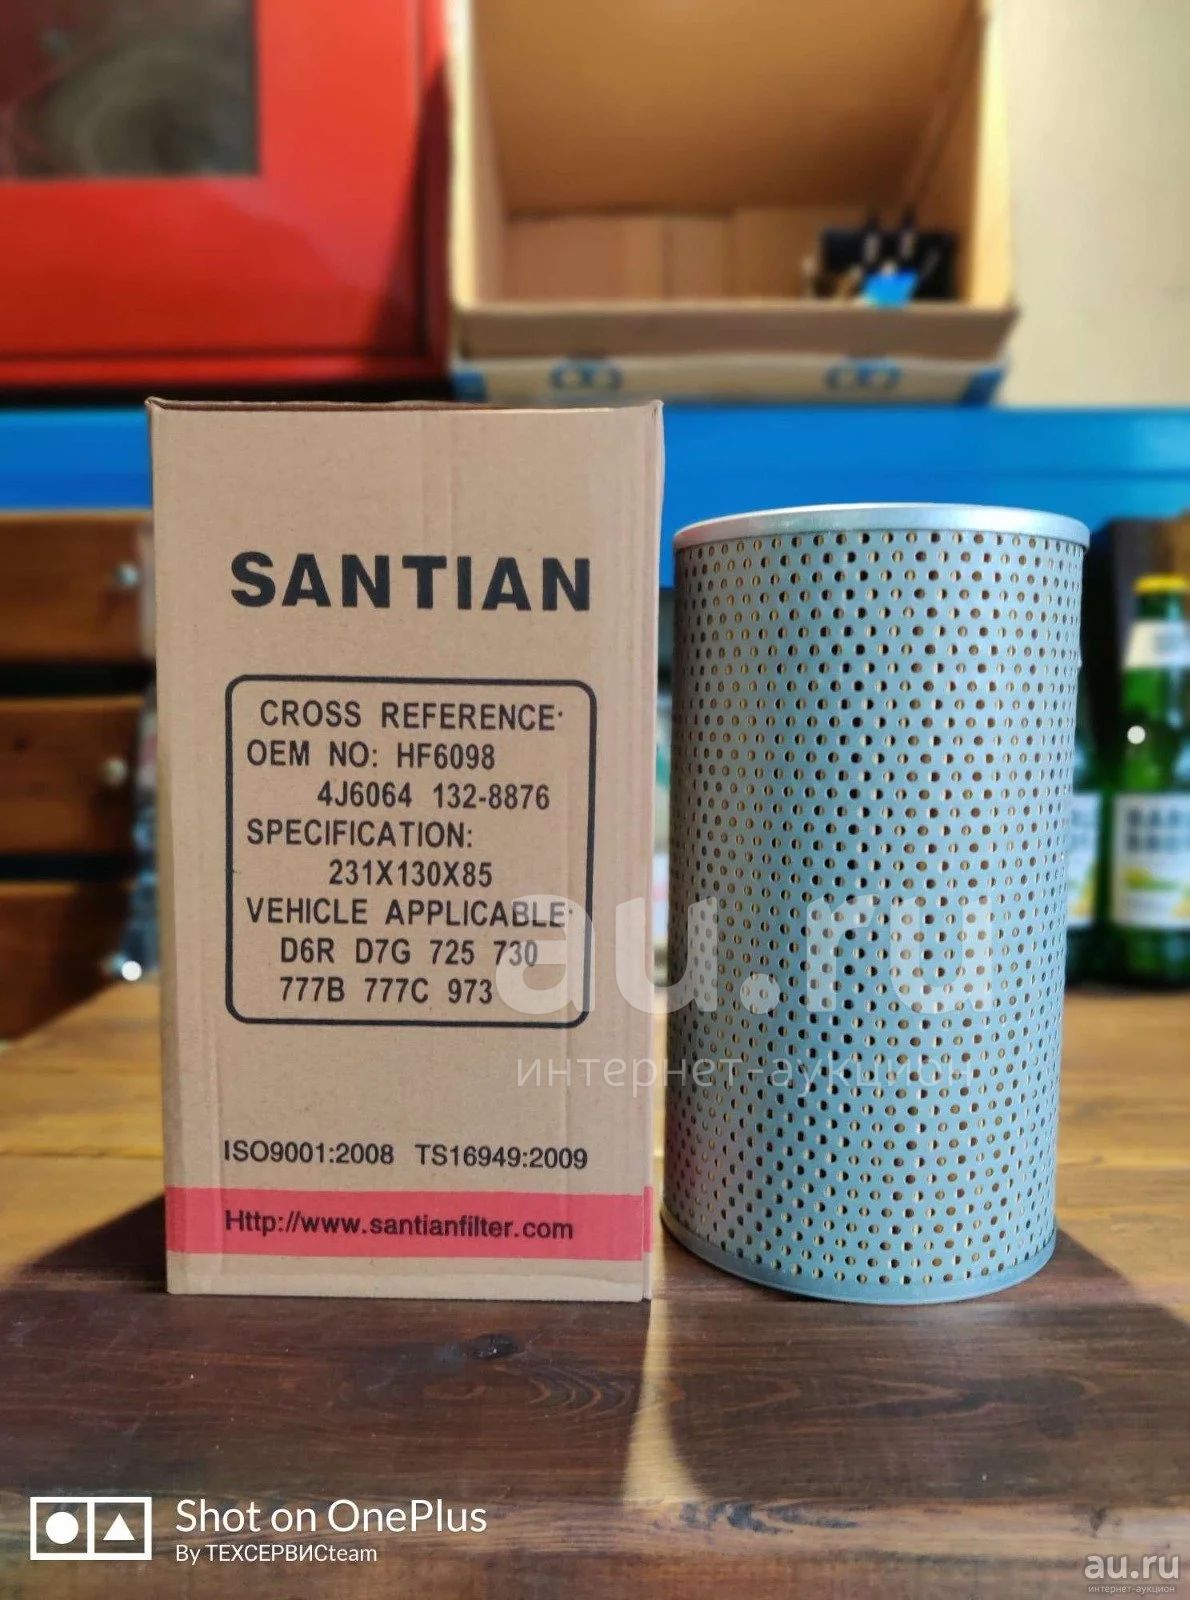 SANTIAN
CROSS REFERENCE:
OEM NO: HF6098
4J6064 132-8876
SPECIFICATION:
231X130X85
VEHICLE APPLICABLE:
D6R D7G 725 730
777B 777C 973
ISO9001:2008 TS16949:2009
Http://www.santianfilter.com
au.ru
интернет-аукцион
Shot on OnePlus
By ТЕХСЕРВИСteam
au.ru
интернет-аукцион